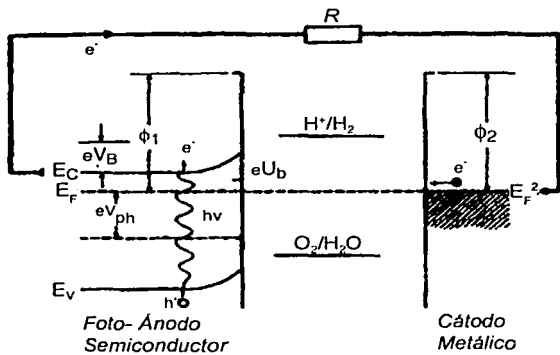 R
e⁻
H⁺/H₂
ϕ₁
ϕ₂
eV_B
e⁻
E_C
eU_b
e⁻
E_F
E_F²
eV_ph
hν
O₂/H₂O
E_V
h⁺
Foto- Ánodo
Semiconductor
Cátodo
Metálico